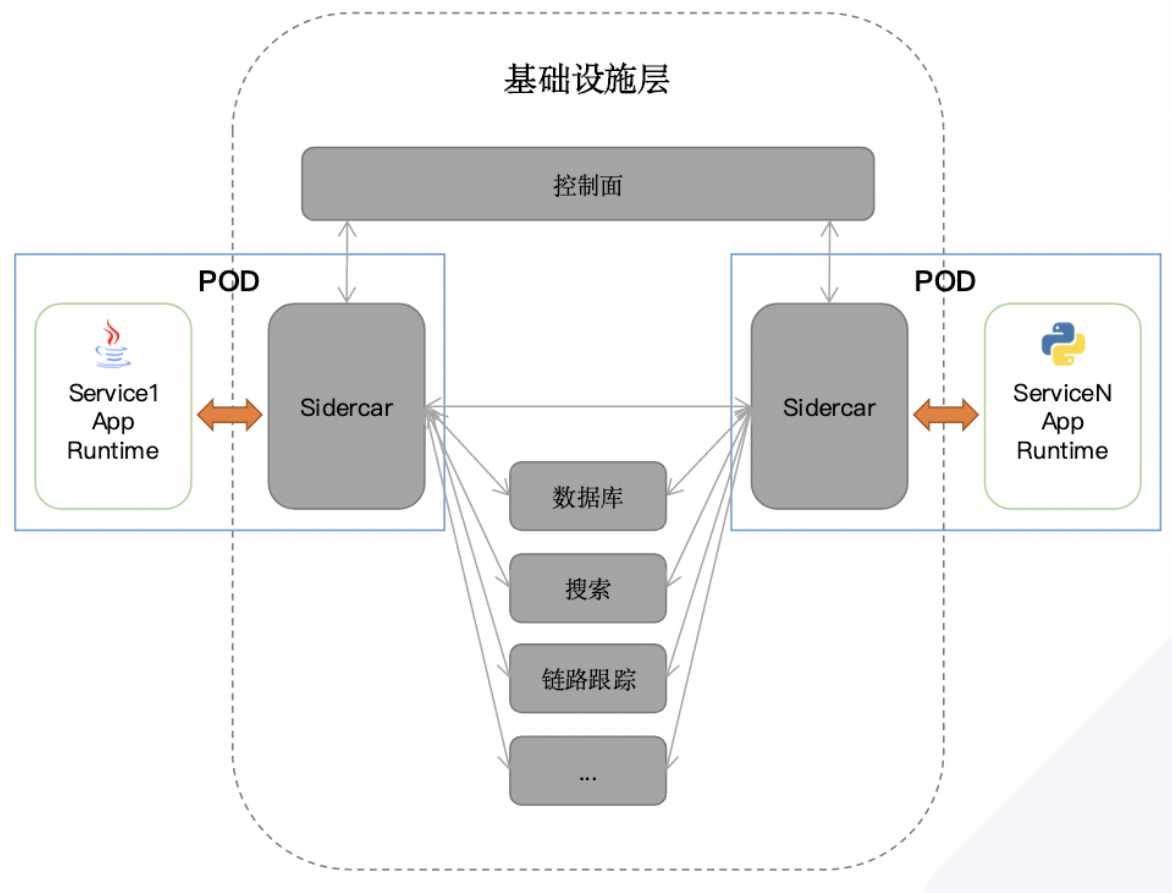 基础设施层
控制面
POD
POD
Service1
App
Runtime
Sidercar
Sidercar
ServiceN
App
Runtime
数据库
搜索
链路跟踪
...